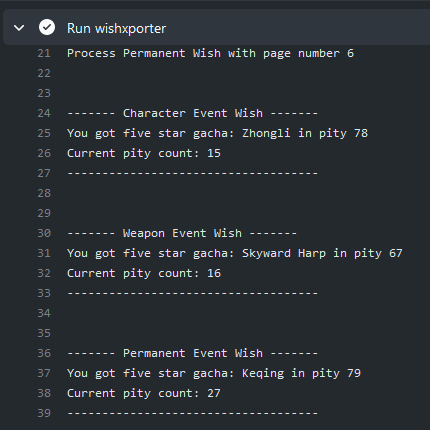 Run wishxporter
21 Process Permanent Wish with page number 6
22
23
24 ------- Character Event Wish -------
25 You got five star gacha: Zhongli in pity 78
26 Current pity count: 15
27 ------------------------------------
28
29
30 ------- Weapon Event Wish -------
31 You got five star gacha: Skyward Harp in pity 67
32 Current pity count: 16
33 ------------------------------------
34
35
36 ------- Permanent Event Wish -------
37 You got five star gacha: Keqing in pity 79
38 Current pity count: 27
39 ------------------------------------